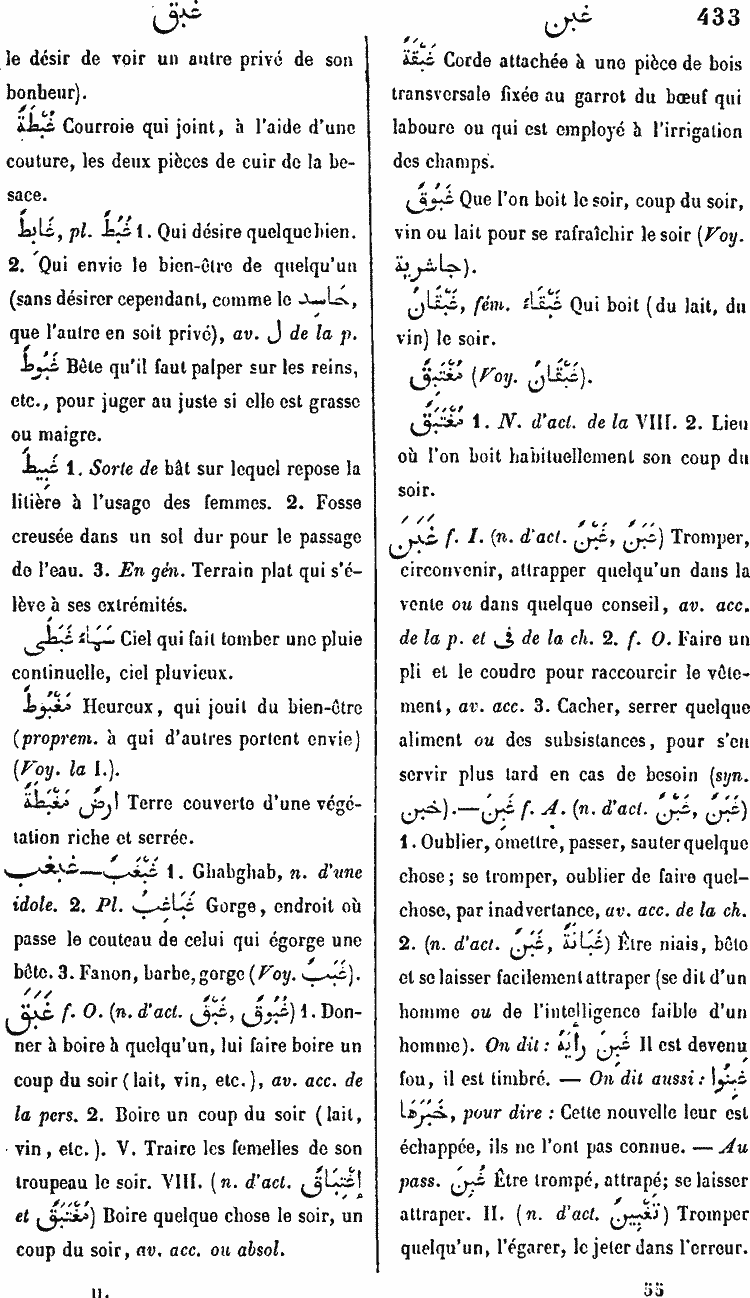 غبق
غبن 433
le désir de voir un autre privé de son
bonheur).
غُبْطَةٌ Courroie qui joint, à l'aide d'une
couture, les deux pièces de cuir de la be-
sace.
غَابِطٌ, pl. غُبُطٌ 1. Qui désire quelque bien.
2. Qui envie le bien-être de quelqu'un
(sans désirer cependant, comme le حَاسِد,
que l'autre en soit privé), av. ل de la p.
غَبُوطٌ Bête qu'il faut palper sur les reins,
etc., pour juger au juste si elle est grasse
ou maigre.
غَبِيطٌ 1. Sorte de bât sur lequel repose la
litière à l'usage des femmes. 2. Fosse
creusée dans un sol dur pour le passage
de l'eau. 3. En gén. Terrain plat qui s'é-
lève à ses extrémités.
سَمَاءٌ غَبَطَى Ciel qui fait tomber une pluie
continuelle, ciel pluvieux.
مَغْبُوطٌ Heureux, qui jouit du bien-être
(proprem. à qui d'autres portent envie)
(Voy. la I.).
ارضٌ مُغْبَطَةٌ Terre couverte d'une végé-
tation riche et serrée.
غبغب—غَبْغَبٌ 1. Ghabghab, n. d'une
idole. 2. Pl. غَبَاغِبُ Gorge, endroit où
passe le couteau de celui qui égorge une
bête. 3. Fanon, barbe, gorge (Voy. غَبَبٌ).
غَبَقَ f. O. (n. d'act. غَبْقٌ, غُبُوقٌ) 1. Don-
ner à boire à quelqu'un, lui faire boire un
coup du soir (lait, vin, etc.), av. acc. de
la pers. 2. Boire un coup du soir (lait,
vin, etc.). V. Traire les femelles de son
troupeau le soir. VIII. (n. d'act. إِغْتِبَاقٌ
et مُغْتَبَقٌ) Boire quelque chose le soir, un
coup du soir, av. acc. ou absol.
II.
غَبَقَةٌ Corde attachée à une pièce de bois
transversale fixée au garrot du bœuf qui
laboure ou qui est employé à l'irrigation
des champs.
غَبُوقٌ Que l'on boit le soir, coup du soir,
vin ou lait pour se rafraîchir le soir (Voy.
جاشرية).
غَبْقَانُ, fém. غَبْقَاءُ Qui boit (du lait, du
vin) le soir.
مُغْتَبِقٌ (Voy. غَبْقَانُ).
مُغْتَبَقٌ 1. N. d'act. de la VIII. 2. Lieu
où l'on boit habituellement son coup du
soir.
غَبَنَ f. I. (n. d'act. غَبْنٌ, غَبَنٌ) Tromper,
circonvenir, attrapper quelqu'un dans la
vente ou dans quelque conseil, av. acc.
de la p. et فى de la ch. 2. f. O. Faire un
pli et le coudre pour raccourcir le vête-
ment, av. acc. 3. Cacher, serrer quelque
aliment ou des subsistances, pour s'en
servir plus tard en cas de besoin (syn.
خبن).—غَبِنَ f. A. (n. d'act. غَبْنٌ, غَبَنٌ)
1. Oublier, omettre, passer, sauter quelque
chose; se tromper, oublier de faire quel-
chose, par inadvertance, av. acc. de la ch.
2. (n. d'act. غَبَنٌ, غَبَانَةٌ) Être niais, bête
et se laisser facilement attraper (se dit d'un
homme ou de l'intelligence faible d'un
homme). On dit: غَبِنَ رَأْيَهُ Il est devenu
fou, il est timbré. — On dit aussi: غَبِنُوا
خَبَرَهَا, pour dire: Cette nouvelle leur est
échappée, ils ne l'ont pas connue. — Au
pass. غُبِنَ Être trompé, attrapé; se laisser
attraper. II. (n. d'act. تَغْبِينٌ) Tromper
quelqu'un, l'égarer, le jeter dans l'erreur.
55